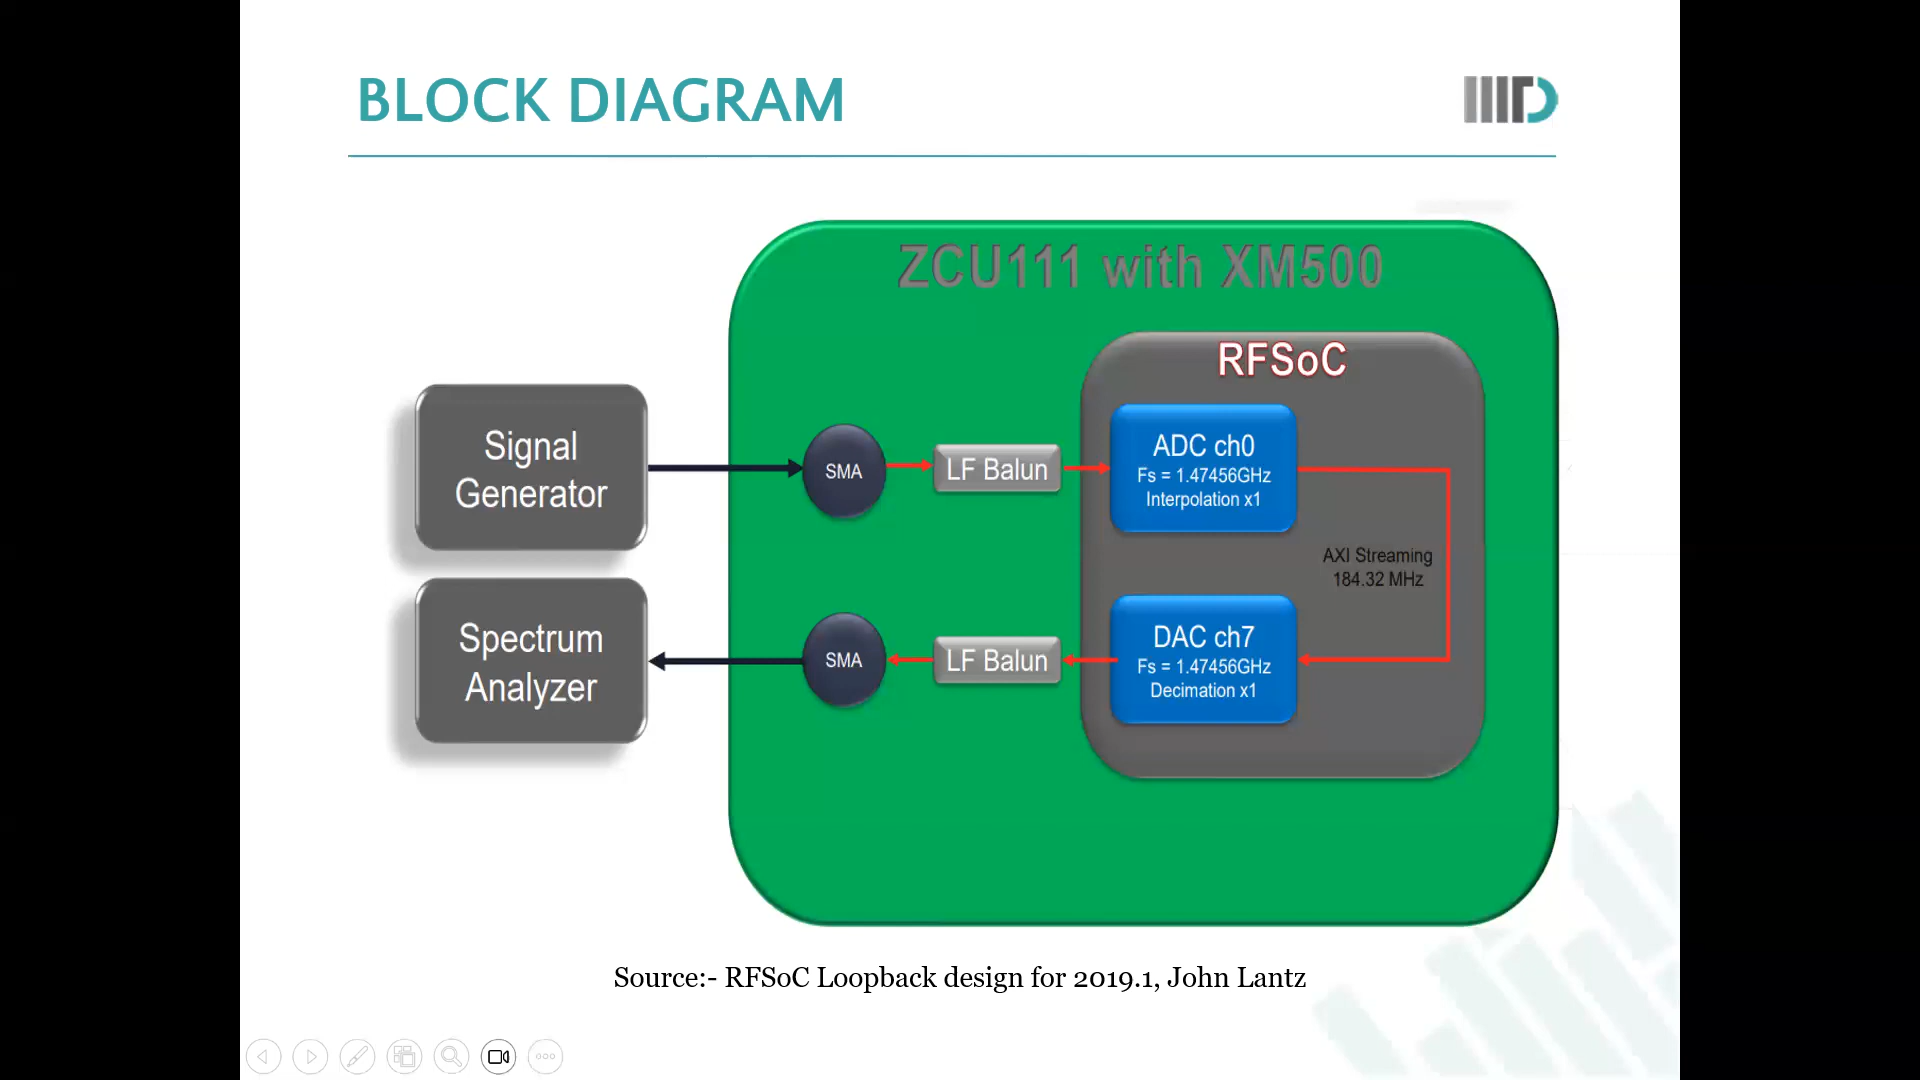 BLOCK DIAGRAM
IIITD
ZCU111 with XM500
RFSoC
Signal
Generator
SMA
LF Balun
ADC ch0
Fs = 1.47456GHz
Interpolation x1
AXI Streaming
184.32 MHz
Spectrum
Analyzer
SMA
LF Balun
DAC ch7
Fs = 1.47456GHz
Decimation x1
Source:- RFSoC Loopback design for 2019.1, John Lantz